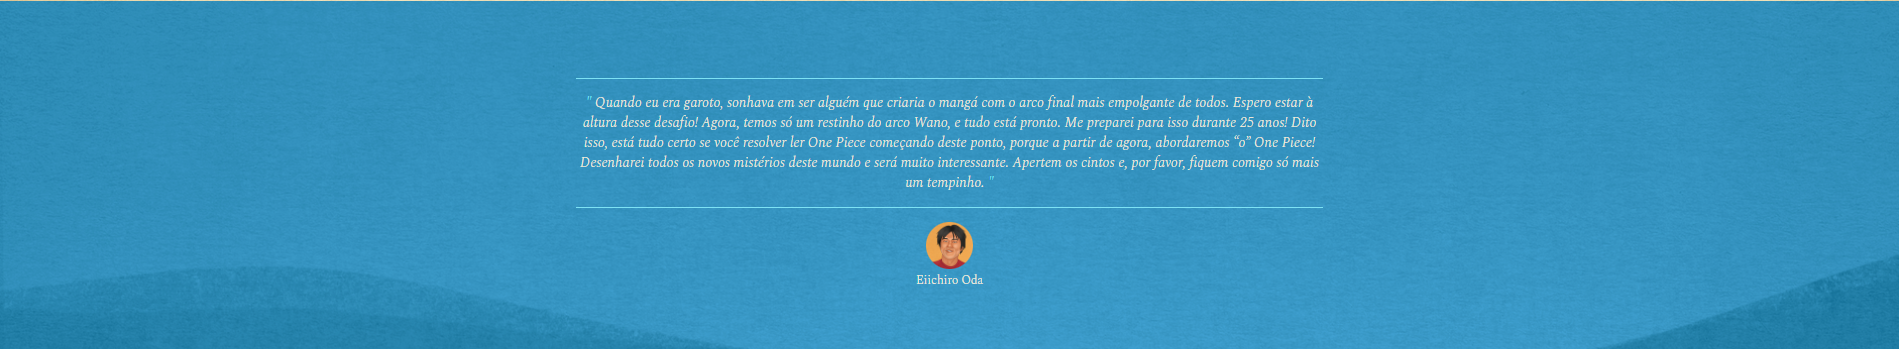 " Quando eu era garoto, sonhava em ser alguém que criaria o mangá com o arco final mais empolgante de todos. Espero estar à
altura desse desafio! Agora, temos só um restinho do arco Wano, e tudo está pronto. Me preparei para isso durante 25 anos! Dito
isso, está tudo certo se você resolver ler One Piece começando deste ponto, porque a partir de agora, abordaremos “o” One Piece!
Desenharei todos os novos mistérios deste mundo e será muito interessante. Apertem os cintos e, por favor, fiquem comigo só mais
um tempinho. "
Eiichiro Oda